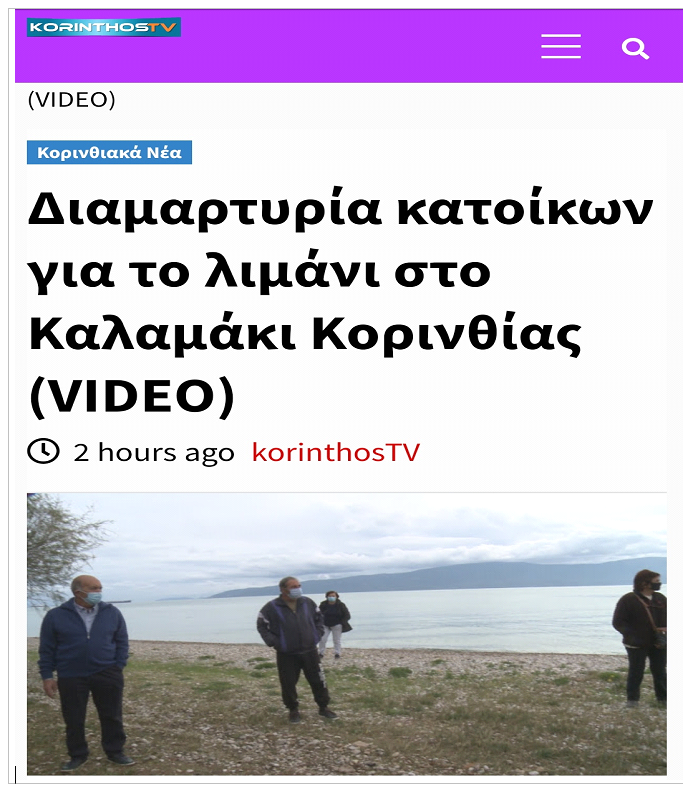 KORINTHOSTV
(VIDEO)
Κορινθιακά Νέα
Διαμαρτυρία κατοίκων
για το λιμάνι στο
Καλαμάκι Κορινθίας
(VIDEO)
2 hours ago korinthosTV